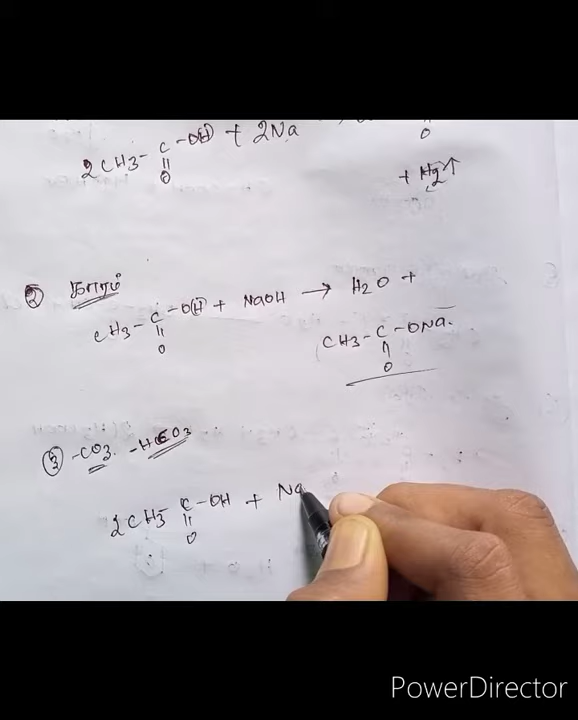 2CH3-C-OH + 2Na
O
O
+ H2↑
② காரம்
CH3-C-OH + NaOH → H2O +
O
CH3-C-ONa.
O
③ -CO3. -HCO3
2CH3-C-OH + Na
O
PowerDirector